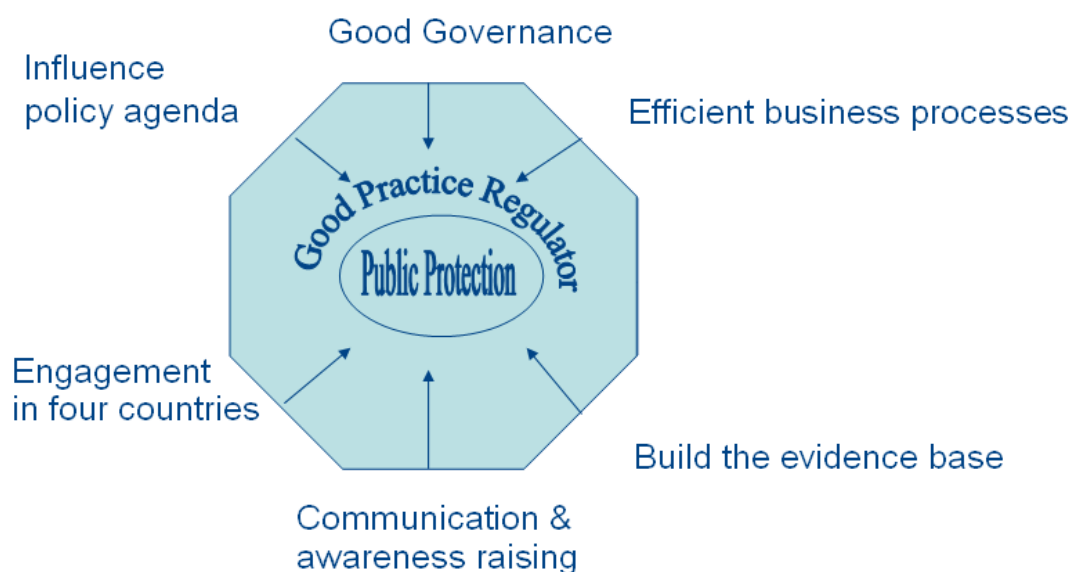 Good Governance
Influence
policy agenda
Efficient business processes
Good Practice Regulator
Public Protection
Engagement
in four countries
Build the evidence base
Communication &
awareness raising